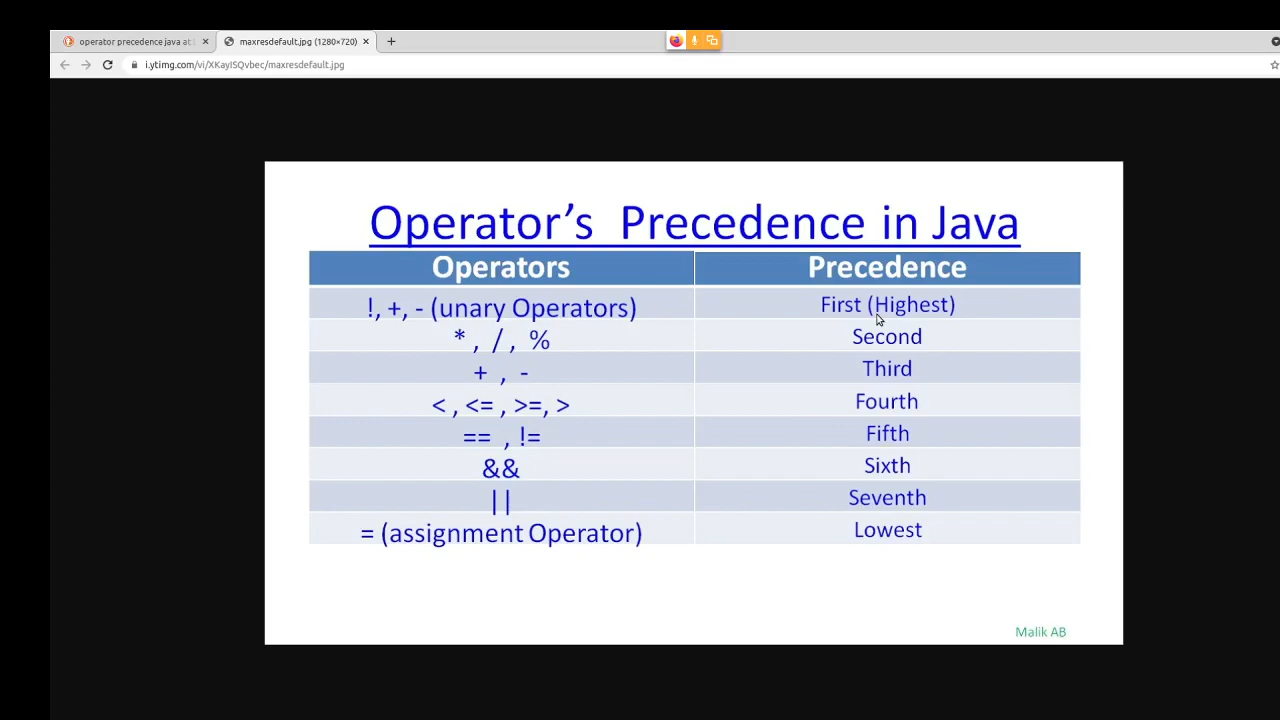 operator precedence java at
maxresdefault.jpg (1280×720)
i.ytimg.com/vi/XKayISQvbec/maxresdefault.jpg
Operator’s Precedence in Java
Operators Precedence
!, +, - (unary Operators) First (Highest)
* , / , % Second
+ , - Third
< , <= , >=, > Fourth
== , != Fifth
&& Sixth
|| Seventh
= (assignment Operator) Lowest
Malik AB